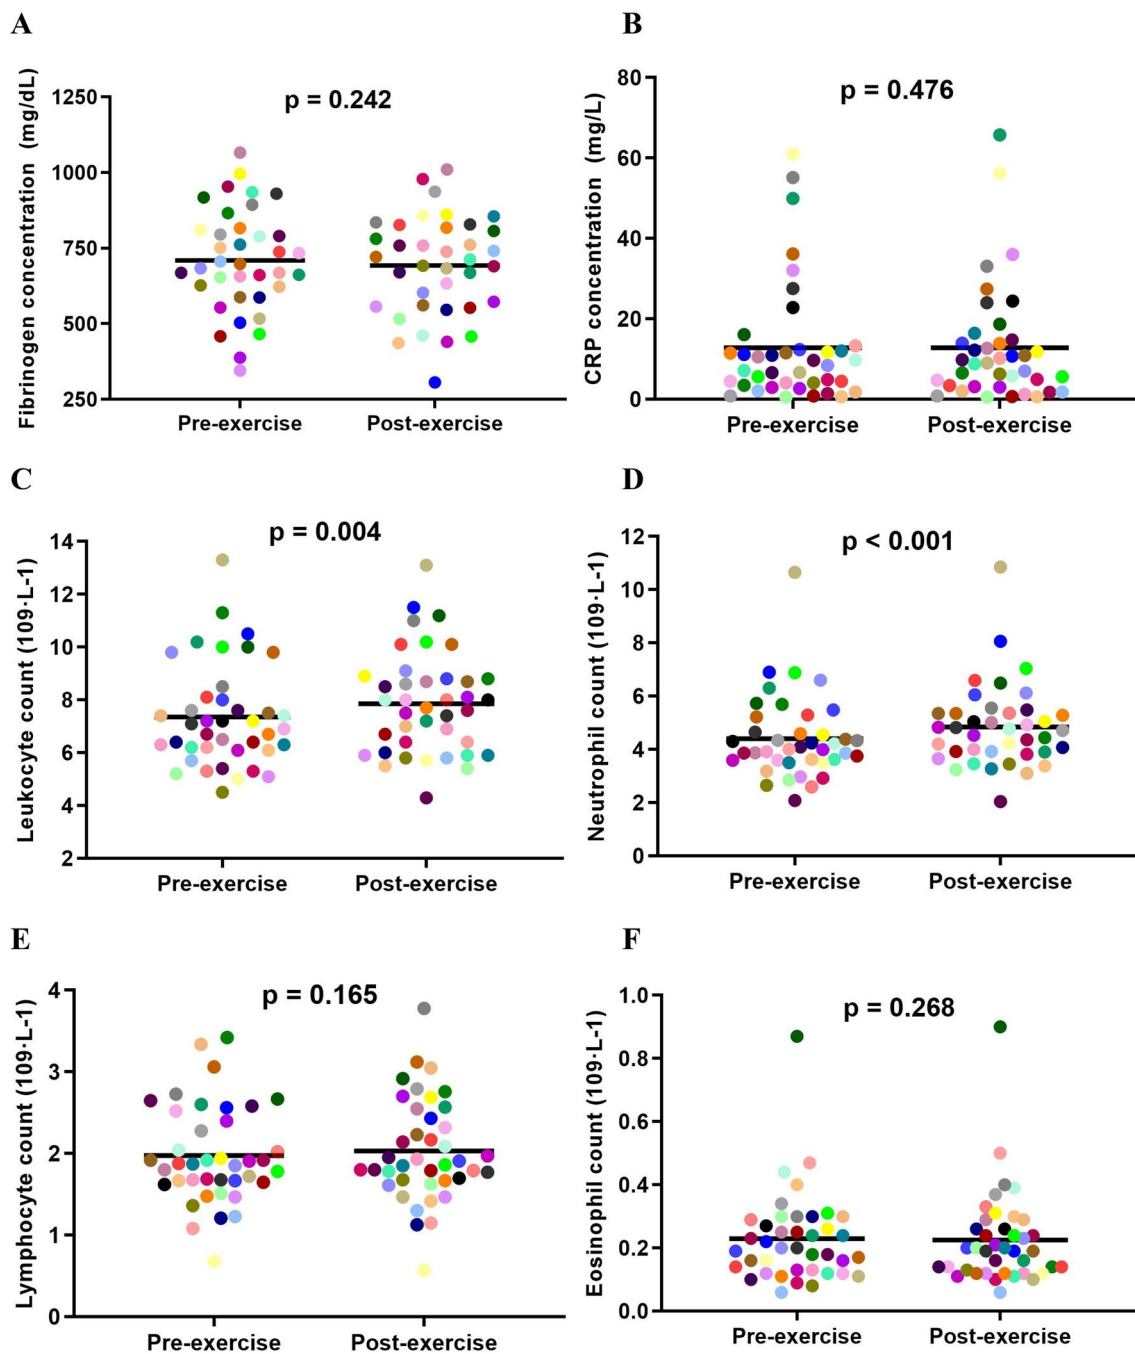 A
Fibrinogen concentration (mg/dL)
p = 0.242
1250
1000
750
500
250
Pre-exercise
Post-exercise
B
CRP concentration (mg/L)
p = 0.476
80
60
40
20
0
Pre-exercise
Post-exercise
C
Leukocyte count (109·L-1)
p = 0.004
14
12
10
8
6
4
2
Pre-exercise
Post-exercise
D
Neutrophil count (109·L-1)
p < 0.001
12
10
8
6
4
2
0
Pre-exercise
Post-exercise
E
Lymphocyte count (109·L-1)
p = 0.165
4
3
2
1
0
Pre-exercise
Post-exercise
F
Eosinophil count (109·L-1)
p = 0.268
1.0
0.8
0.6
0.4
0.2
0.0
Pre-exercise
Post-exercise